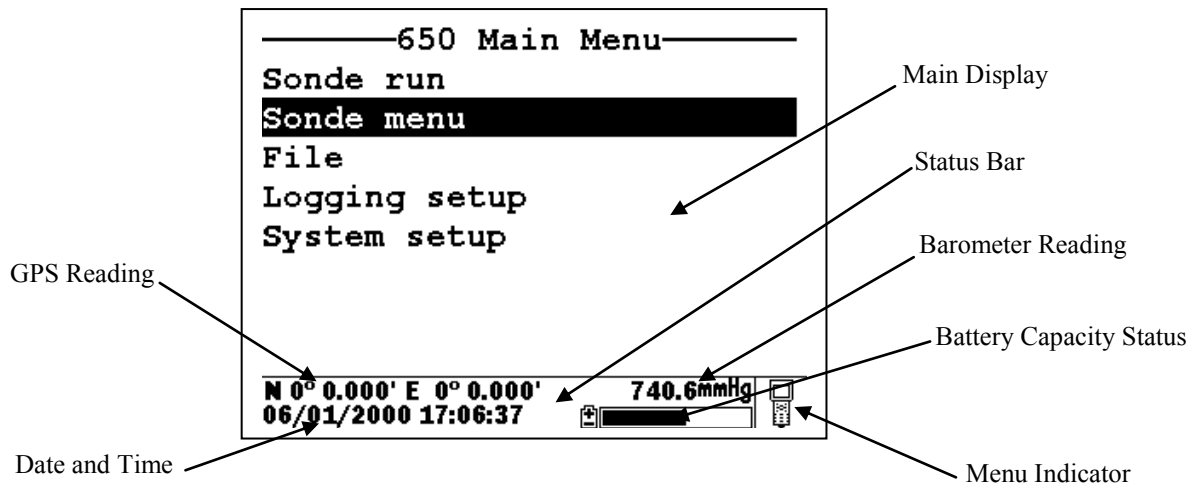 650 Main Menu
Sonde run
Sonde menu
File
Logging setup
System setup
N 0° 0.000' E 0° 0.000' 740.6mmHg
06/01/2000 17:06:37
Main Display
Status Bar
Barometer Reading
Battery Capacity Status
Menu Indicator
GPS Reading
Date and Time